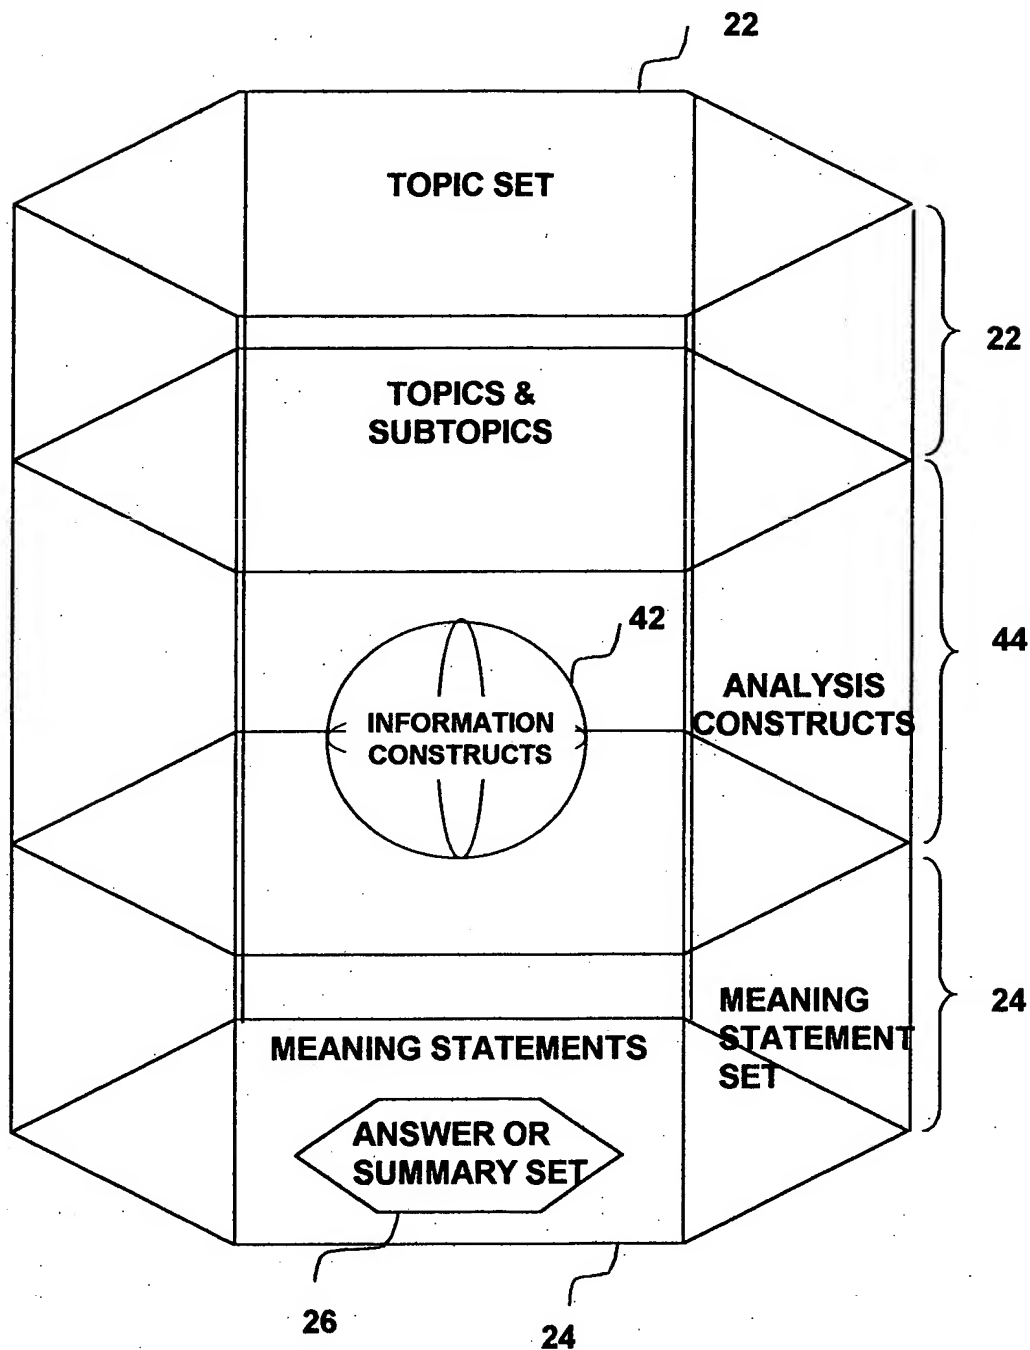 22
TOPIC SET
22
TOPICS &
SUBTOPICS
42
44
ANALYSIS
CONSTRUCTS
INFORMATION
CONSTRUCTS
24
MEANING
STATEMENT
SET
MEANING STATEMENTS
ANSWER OR
SUMMARY SET
26
24